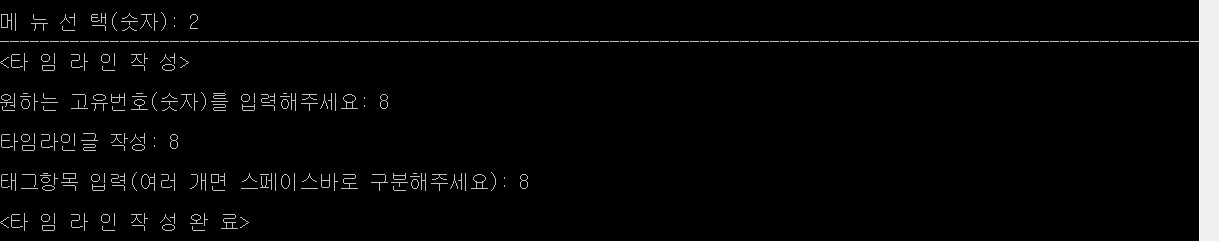 메 뉴 선 택(숫자): 2
<타 임 라 인 작 성>
원하는 고유번호(숫자)를 입력해주세요: 8
타임라인글 작성: 8
태그항목 입력(여러 개면 스페이스바로 구분해주세요): 8
<타 임 라 인 작 성 완 료>